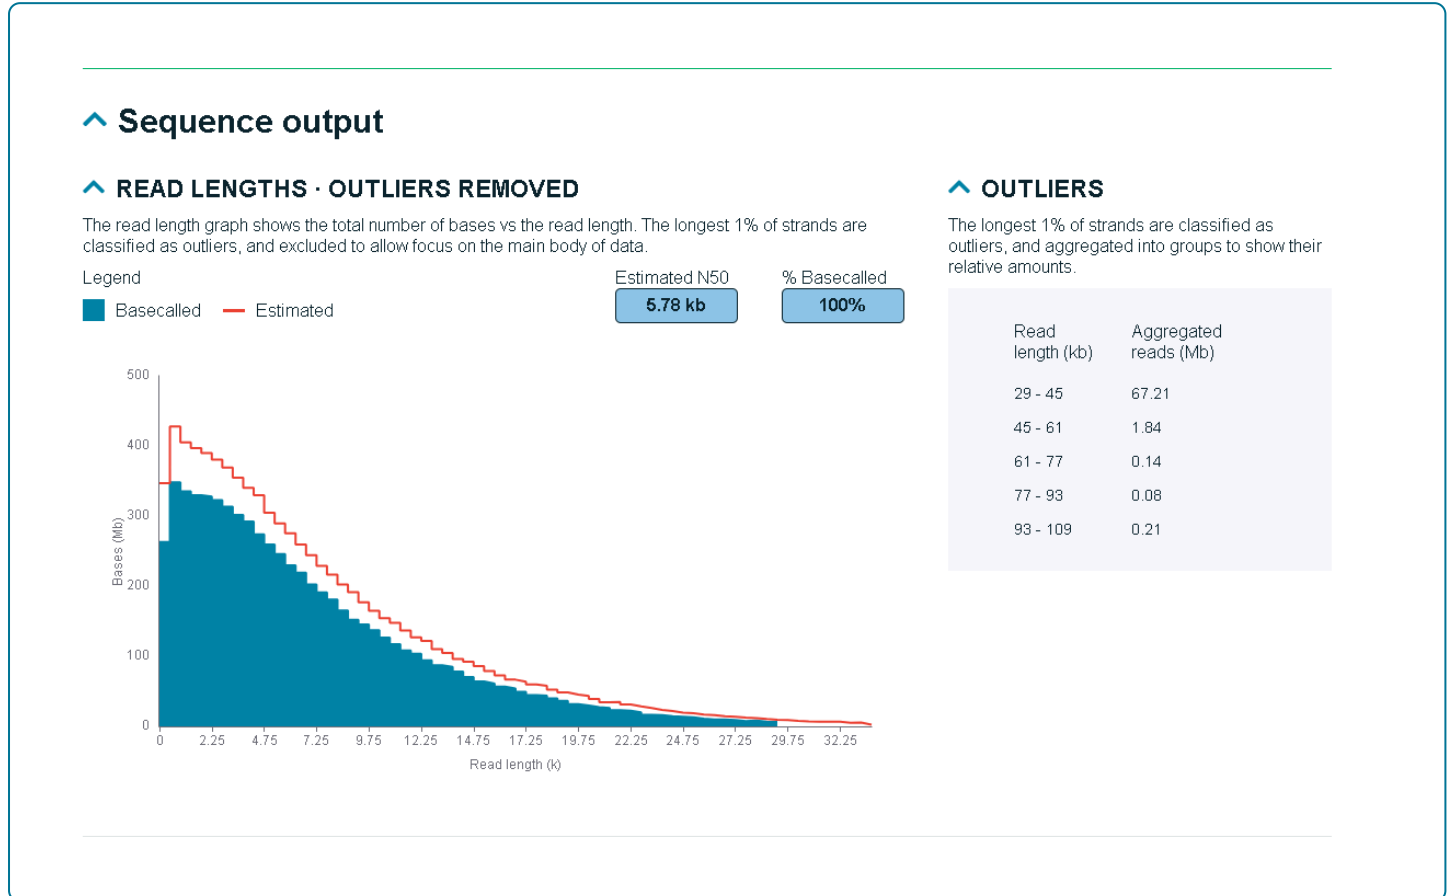 Sequence output
READ LENGTHS · OUTLIERS REMOVED
The read length graph shows the total number of bases vs the read length. The longest 1% of strands are
classified as outliers, and excluded to allow focus on the main body of data.
Legend
Basecalled
Estimated
Estimated N50
5.78 kb
% Basecalled
100%
500
400
300
200
100
0
Bases (Mb)
0 2.25 4.75 7.25 9.75 12.25 14.75 17.25 19.75 22.25 24.75 27.25 29.75 32.25
Read length (k)
OUTLIERS
The longest 1% of strands are classified as
outliers, and aggregated into groups to show their
relative amounts.
Read Aggregated
length (kb) reads (Mb)
29 - 45 67.21
45 - 61 1.84
61 - 77 0.14
77 - 93 0.08
93 - 109 0.21